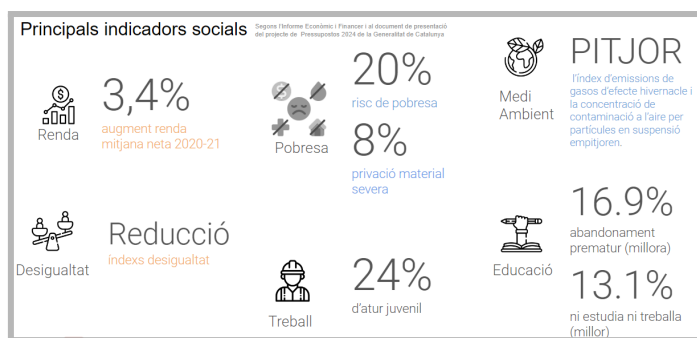 Principals indicadors socials
Segons l'Informe Econòmic i Financer i al document de presentació
del projecte de Pressupostos 2024 de la Generalitat de Catalunya
Renda
3,4%
augment renda
mitjana neta 2020-21
Pobresa
20%
risc de pobresa
8%
privació material
severa
Medi
Ambient
PITJOR
l'índex d'emissions de
gasos d'efecte hivernacle i
la concentració de
contaminació a l'aire per
partícules en suspensió
empitjoren.
Desigualtat
Reducció
índexs desigualtat
Treball
24%
d'atur juvenil
Educació
16.9%
abandonament
prematur (millora)
13.1%
ni estudia ni treballa
(millor)